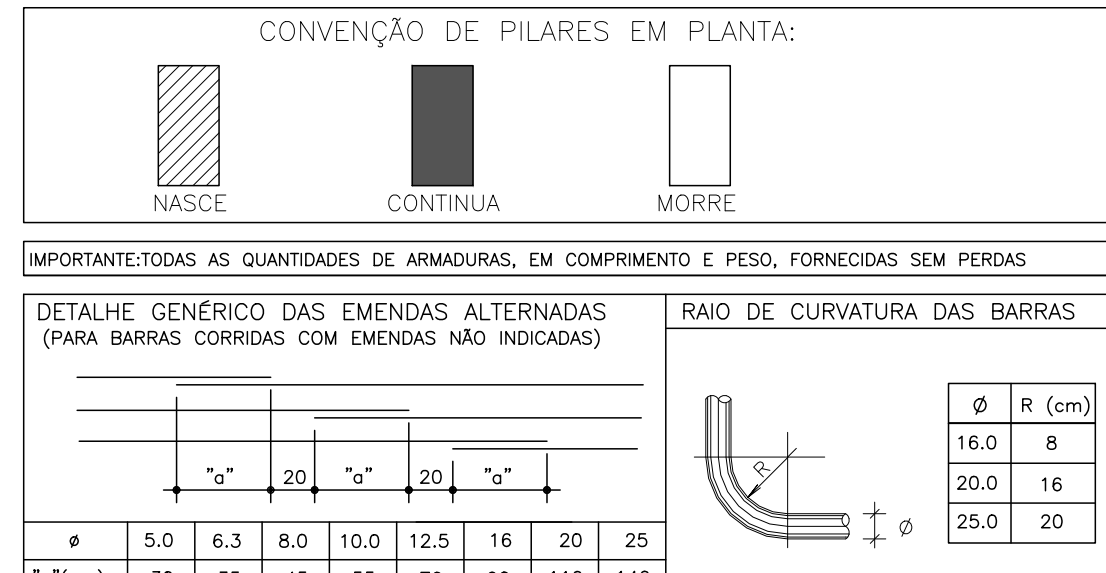 CONVENÇÃO DE PILARES EM PLANTA:
NASCE CONTINUA MORRE
IMPORTANTE:TODAS AS QUANTIDADES DE ARMADURAS, EM COMPRIMENTO E PESO, FORNECIDAS SEM PERDAS
DETALHE GENÉRICO DAS EMENDAS ALTERNADAS
(PARA BARRAS CORRIDAS COM EMENDAS NÃO INDICADAS)
"a" 20 "a" 20 "a"
ø 5.0 6.3 8.0 10.0 12.5 16 20 25
RAIO DE CURVATURA DAS BARRAS
R
ø
ø R (cm)
16.0 8
20.0 16
25.0 20